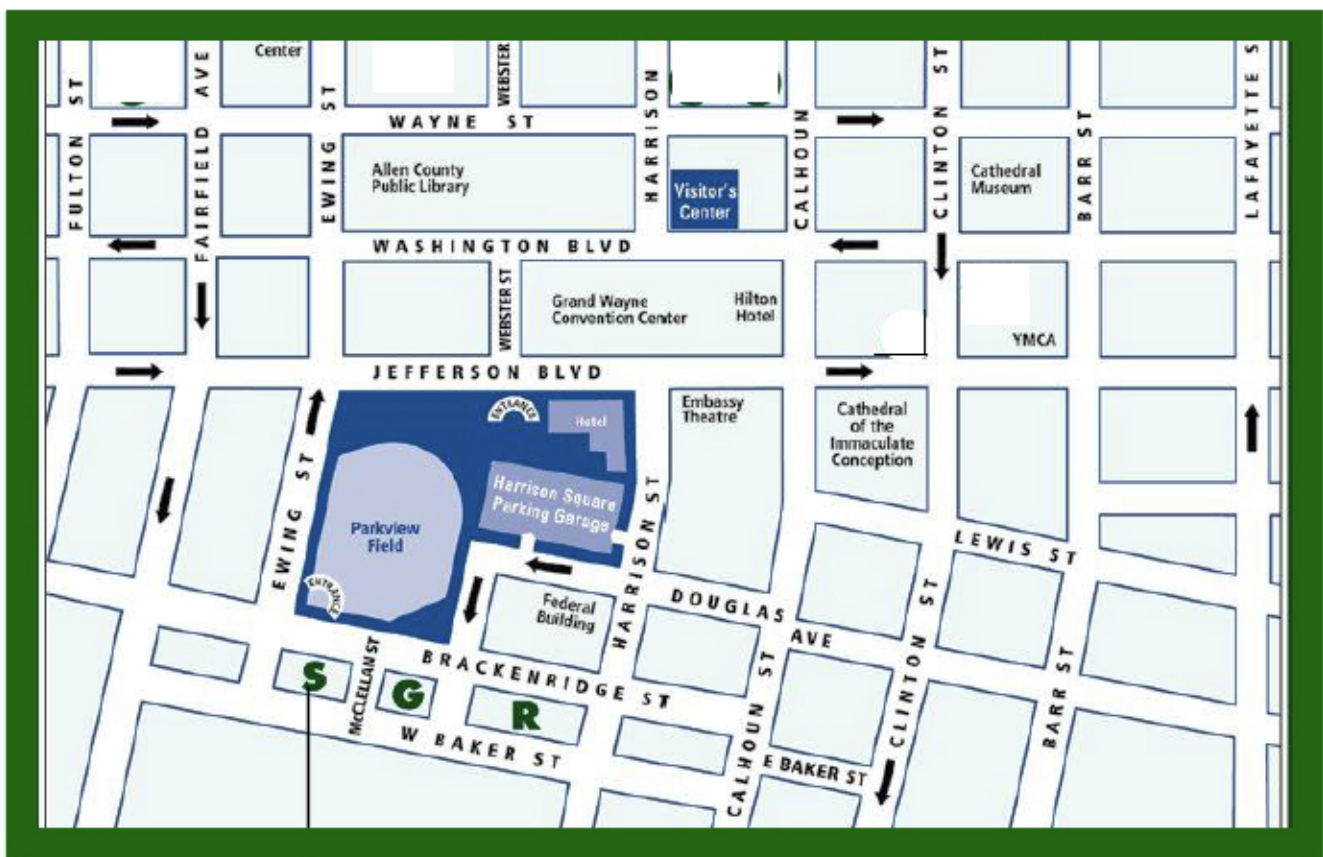 Center
WEBSTER
FULTON ST
FAIRFIELD AVE
EWING ST
WAYNE ST
HARRISON
CALHOUN
CLINTON ST
BARR ST
LAFAYETTE S
Allen County
Public Library
Visitor's
Center
Cathedral
Museum
WASHINGTON BLVD
WEBSTER ST
Grand Wayne
Convention Center
Hilton
Hotel
YMCA
JEFFERSON BLVD
ENTRANCE
Hotel
Embassy
Theatre
Cathedral
of the
Immaculate
Conception
EWING ST
Harrison Square
Parking Garage
Parkview
Field
HARRISON ST
LEWIS ST
ENTRANCE
Federal
Building
DOUGLAS
AVE
CLINTON ST
McCLELLAN ST
BRACKENRIDGE ST
CALHOUN ST
BARR ST
S
G
R
W BAKER ST
E BAKER ST